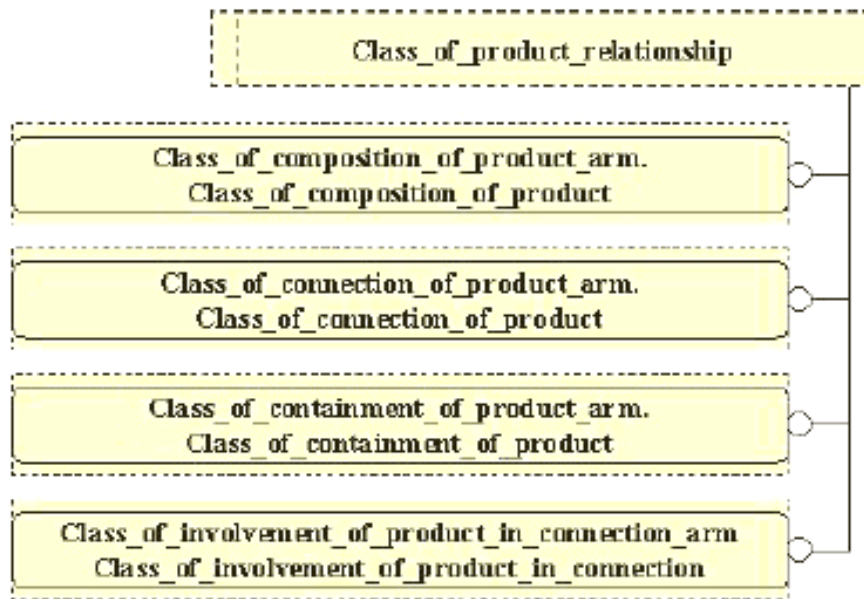 Class_of_product_relationship
Class_of_composition_of_product_arm.
Class_of_composition_of_product
Class_of_connection_of_product_arm.
Class_of_connection_of_product
Class_of_containment_of_product_arm.
Class_of_containment_of_product
Class_of_involvement_of_product_in_connection_arm
Class_of_involvement_of_product_in_connection